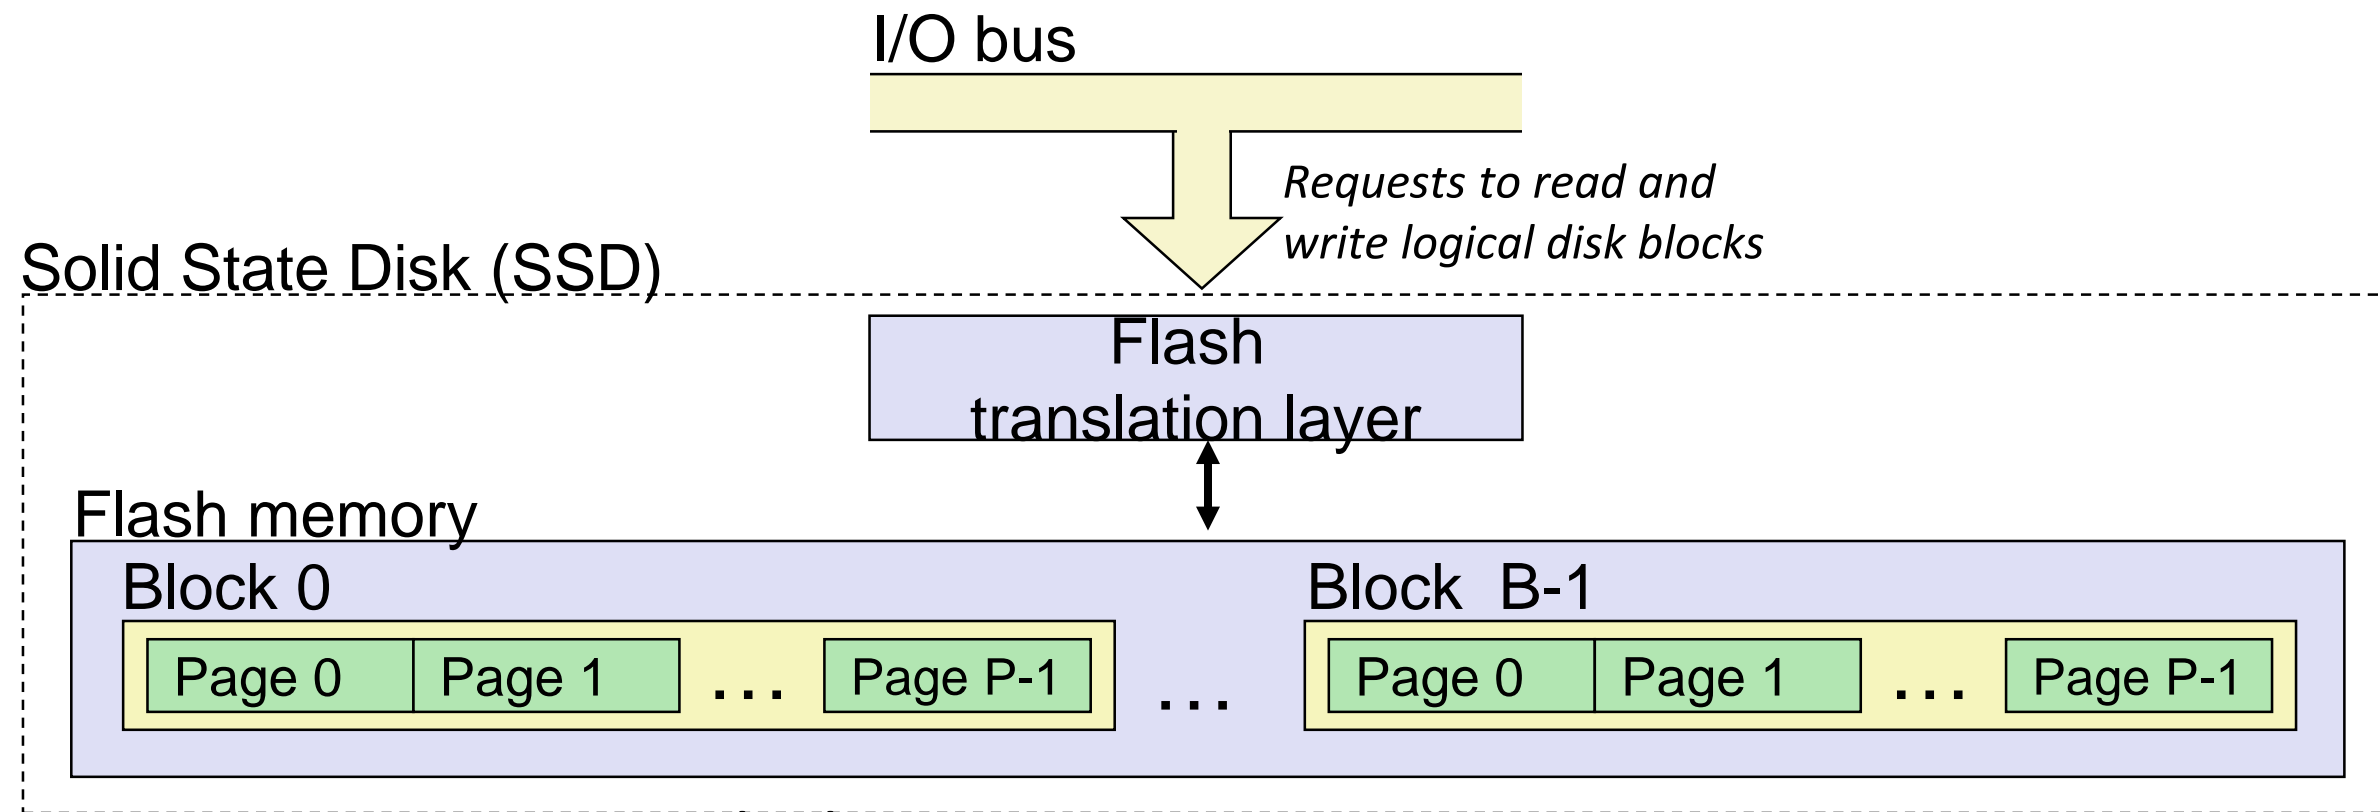 I/O bus
Requests to read and
write logical disk blocks
Solid State Disk (SSD)
Flash
translation layer
Flash memory
Block 0
Block B-1
Page 0
Page 1
…
Page P-1
…
Page 0
Page 1
…
Page P-1